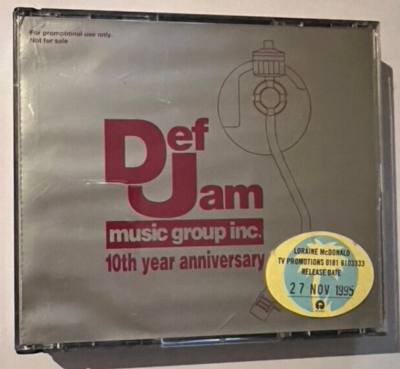 For promotional use only.
Not for sale
Def
Jam
music group inc.
10th year anniversary
LORAINE McDONALD
TV PROMOTIONS 0181 9103333
RELEASE DATE
27 NOV 1995